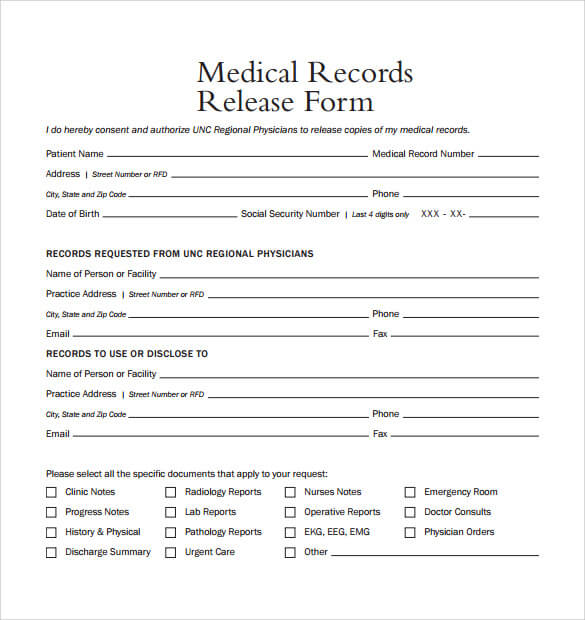 Medical Records
Release Form
I do hereby consent and authorize UNC Regional Physicians to release copies of my medical records.
Patient Name Medical Record Number
Address | Street Number or RFD
City, State and Zip Code Phone
Date of Birth Social Security Number | Last 4 digits only XXX - XX-
RECORDS REQUESTED FROM UNC REGIONAL PHYSICIANS
Name of Person or Facility
Practice Address | Street Number or RFD
City, State and Zip Code Phone
Email Fax
RECORDS TO USE OR DISCLOSE TO
Name of Person or Facility
Practice Address | Street Number or RFD
City, State and Zip Code Phone
Email Fax
Please select all the specific documents that apply to your request:
Clinic Notes Radiology Reports Nurses Notes Emergency Room
Progress Notes Lab Reports Operative Reports Doctor Consults
History & Physical Pathology Reports EKG, EEG, EMG Physician Orders
Discharge Summary Urgent Care Other